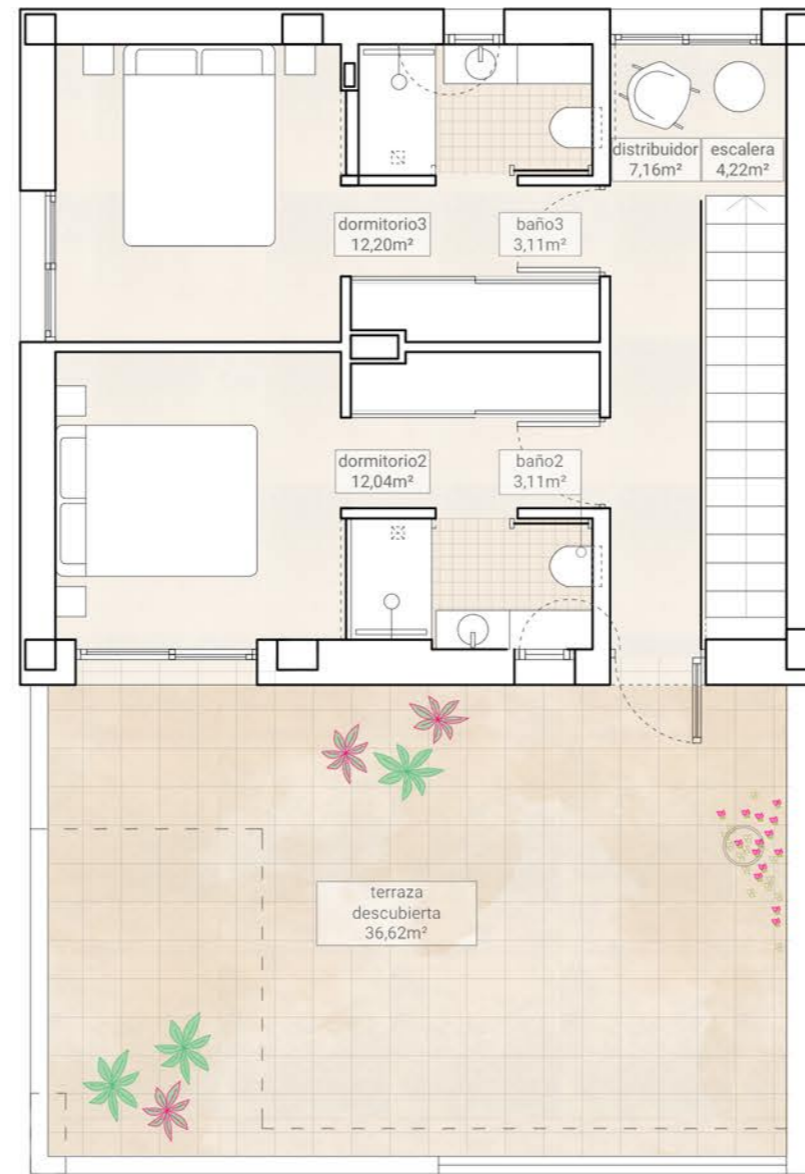 distribuidor
7,16m²
escalera
4,22m²
dormitorio3
12,20m²
baño3
3,11m²
dormitorio2
12,04m²
baño2
3,11m²
terraza
descubierta
36,62m²